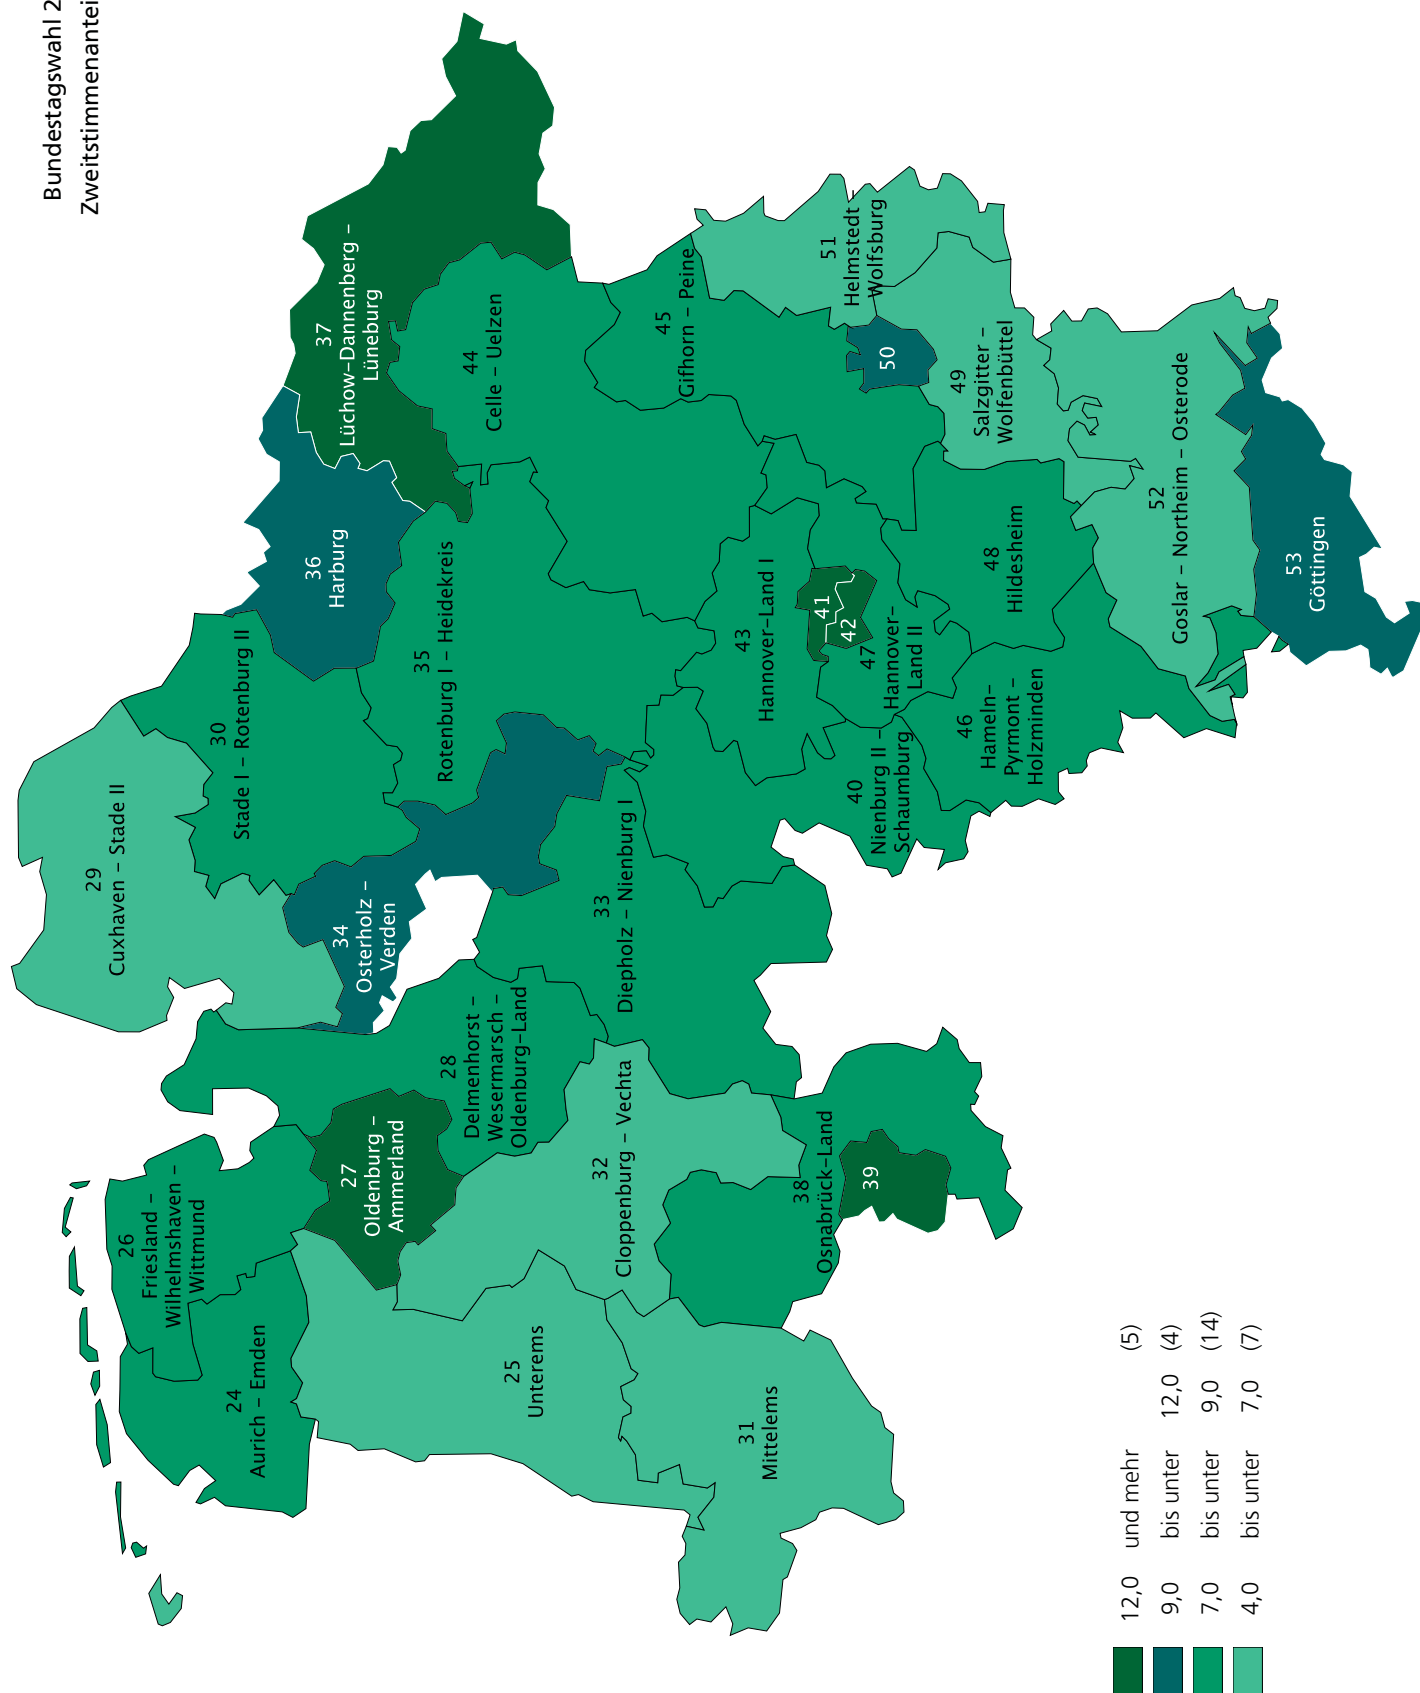 Bundestagswahl 2
Zweitstimmenantei
29
Cuxhaven – Stade II
30
Stade I – Rotenburg II
36
Harburg
37
Lüchow–Dannenberg –
Lüneburg
26
Friesland –
Wilhelmshaven –
Wittmund
24
Aurich – Emden
27
Oldenburg –
Ammerland
34
Osterholz –
Verden
35
Rotenburg I – Heidekreis
44
Celle – Uelzen
28
Delmenhorst –
Wesermarsch –
Oldenburg–Land
25
Unterems
32
Cloppenburg – Vechta
33
Diepholz – Nienburg I
45
Gifhorn – Peine
31
Mittelems
43
Hannover–Land I
38
Osnabrück–Land
39
41
42
47
Hannover–
Land II
40
Nienburg II –
Schaumburg
51
Helmstedt –
Wolfsburg
50
49
Salzgitter –
Wolfenbüttel
48
Hildesheim
46
Hameln–
Pyrmont –
Holzminden
52
Goslar – Northeim – Osterode
53
Göttingen
12,0 und mehr (5)
9,0 bis unter 12,0 (4)
7,0 bis unter 9,0 (14)
4,0 bis unter 7,0 (7)